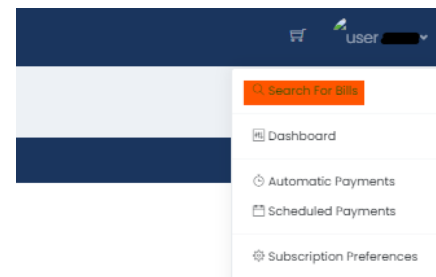 user
Search For Bills
Dashboard
Automatic Payments
Scheduled Payments
Subscription Preferences